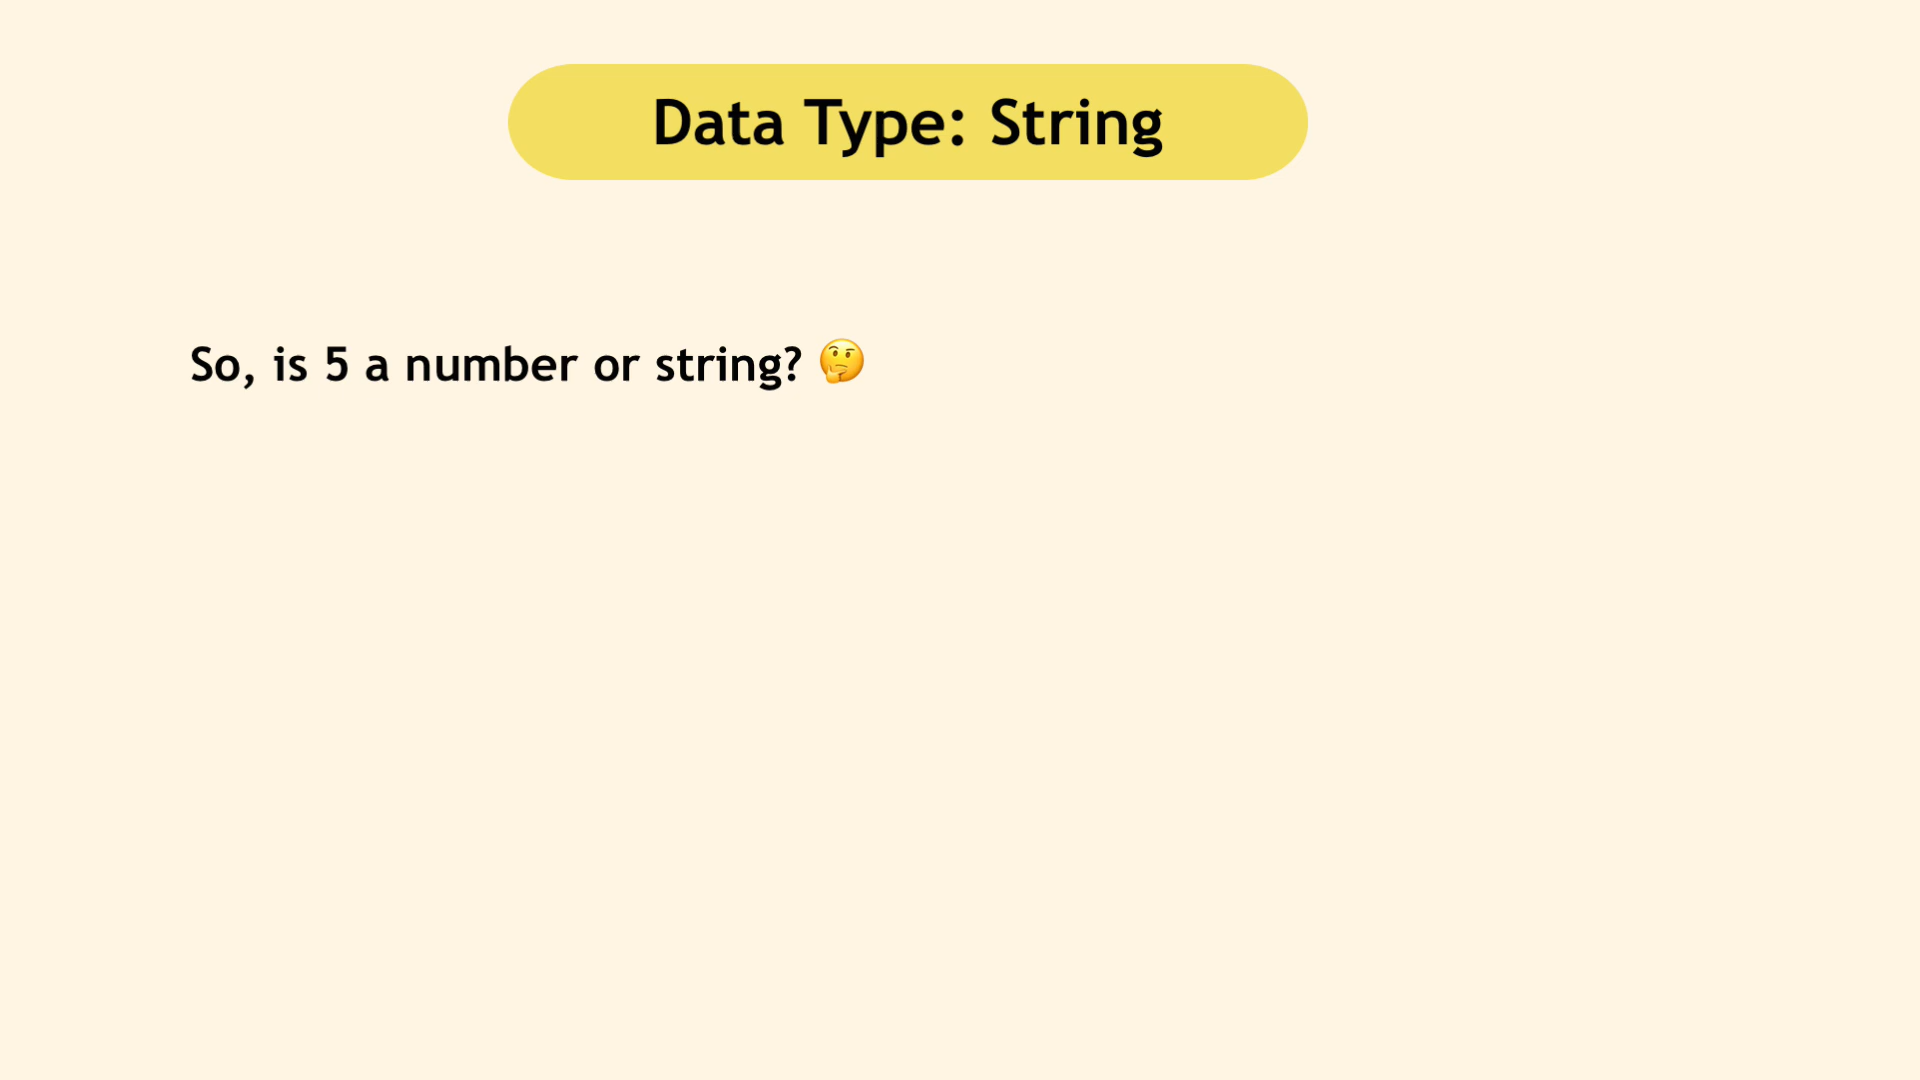 Data Type: String
So, is 5 a number or string? 🤔